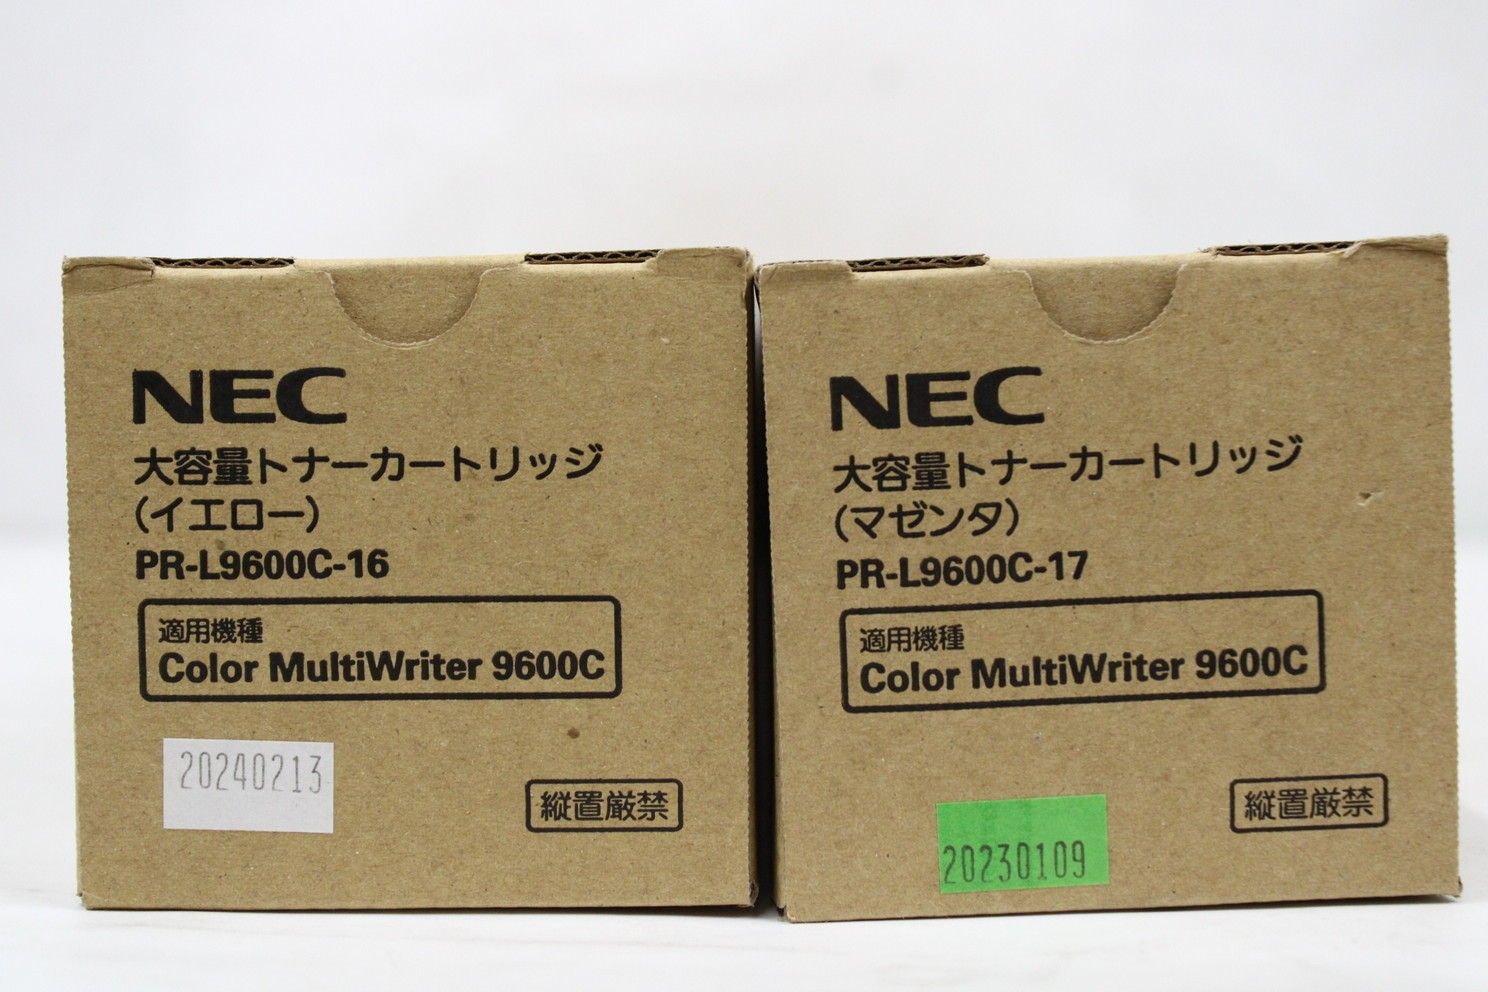 NEC
大容量トナーカートリッジ
(イエロー)
PR-L9600C-16
適用機種
Color MultiWriter 9600C
20240213
縦置厳禁
NEC
大容量トナーカートリッジ
(マゼンタ)
PR-L9600C-17
適用機種
Color MultiWriter 9600C
20230109
縦置厳禁